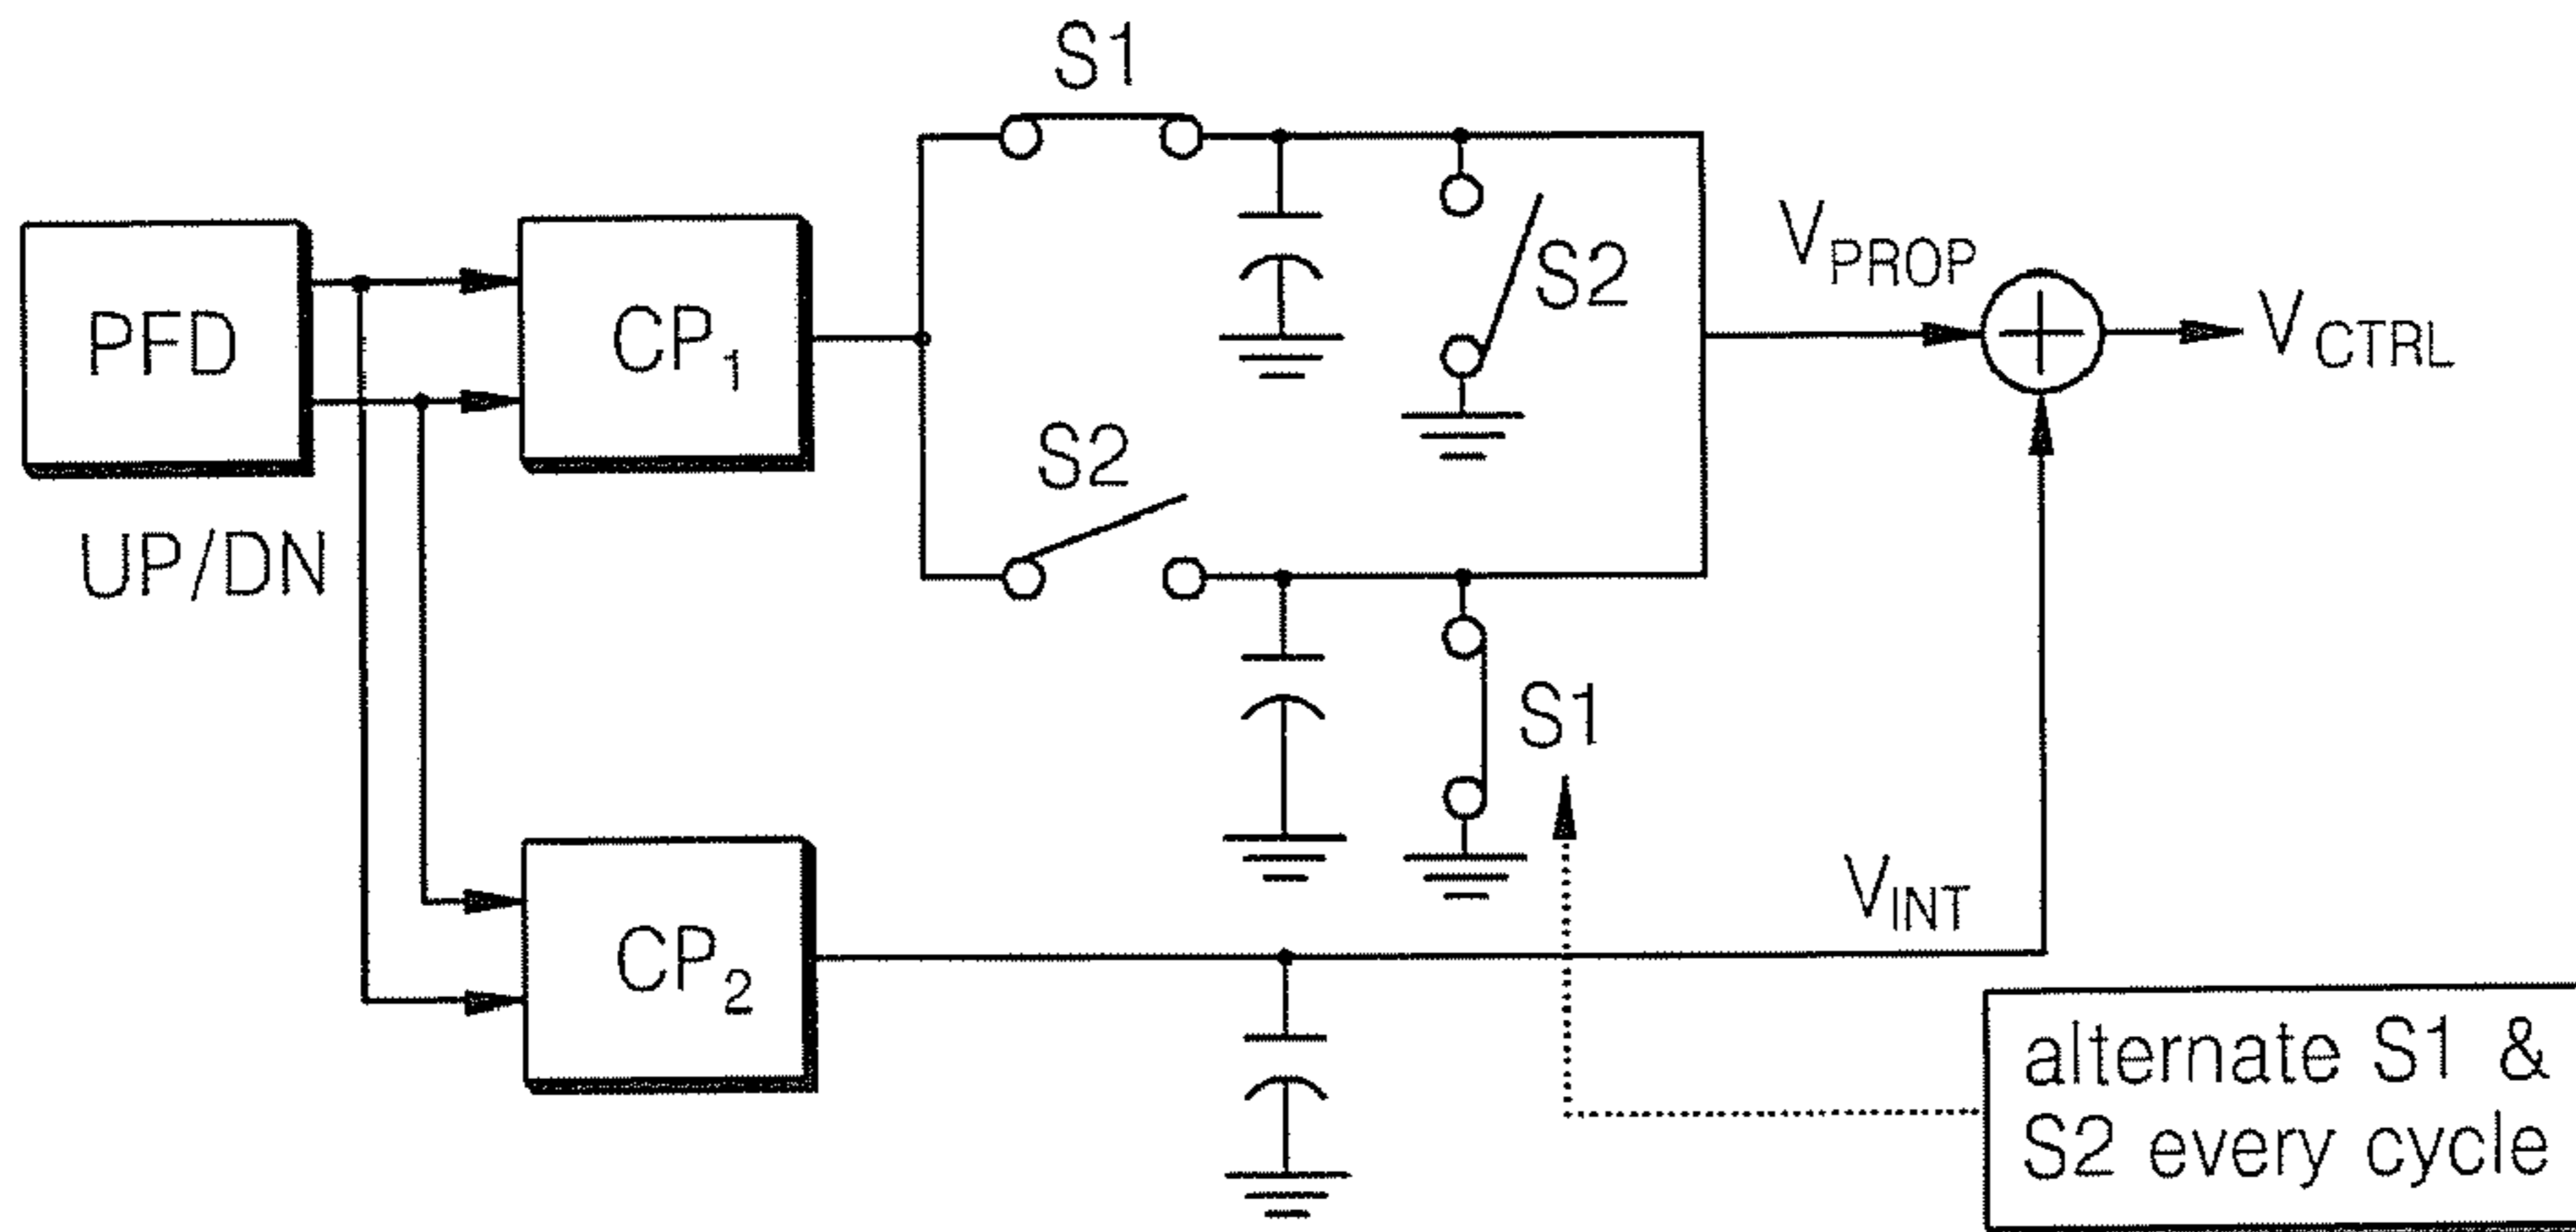 S1
PFD
UP/DN
CP1
S2
S2
VPROP
VCTRL
S1
CP2
VINT
alternate S1 &
S2 every cycle